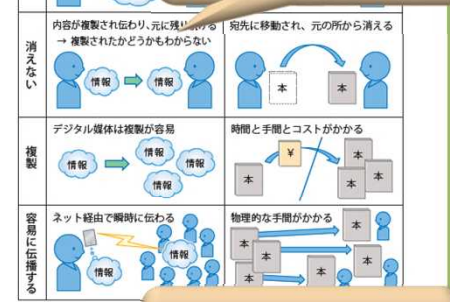 消えない
内容が複製され伝わり、元に残り続ける
→ 複製されたかどうかもわからない
情報
情報
宛先に移動され、元の所から消える
本
本
複製
デジタル媒体は複製が容易
情報
情報
情報
情報
時間と手間とコストがかかる
本
¥
本
本
本
容易に伝播する
ネット経由で瞬時に伝わる
情報
情報
物理的な手間がかかる
本
本
本
本
本
本